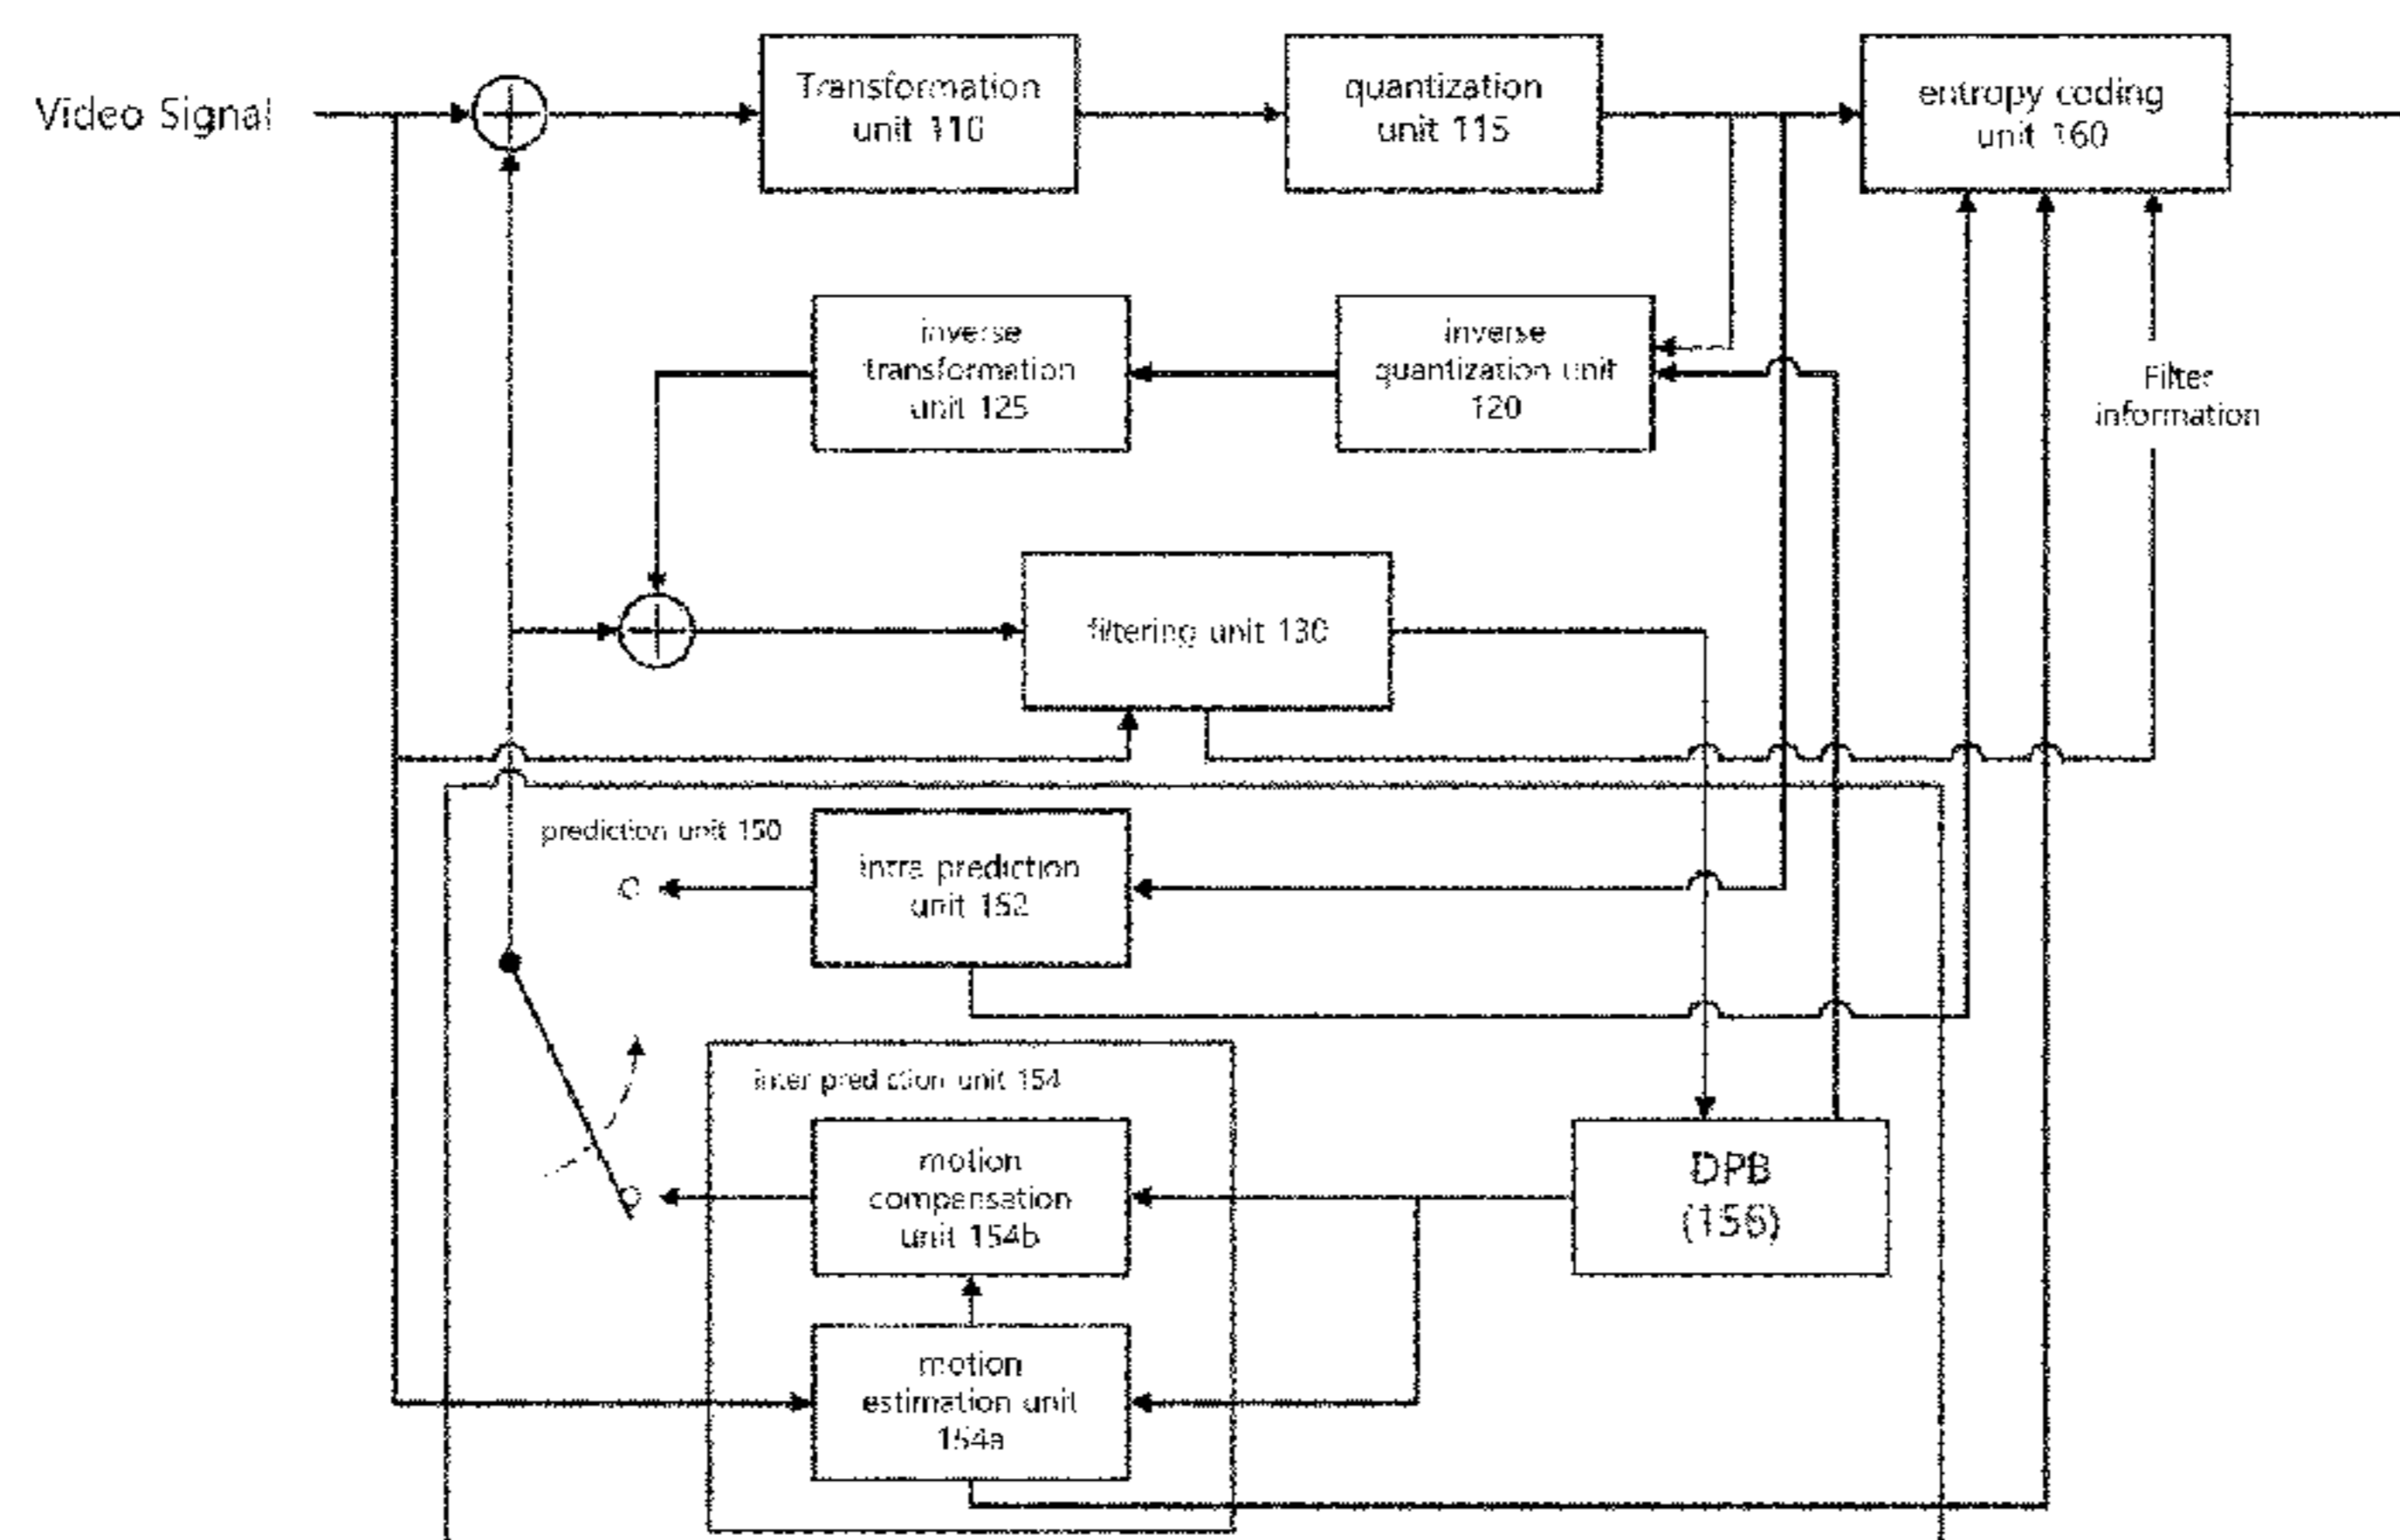 Video Signal
Transformation
unit 110
quantization
unit 115
entropy coding
unit 160
inverse
transformation
unit 125
inverse
quantization unit
120
Filter
information
filtering unit 130
prediction unit 150
intra prediction
unit 152
inter prediction unit 154
motion
compensation
unit 154b
DPB
(156)
motion
estimation unit
154a